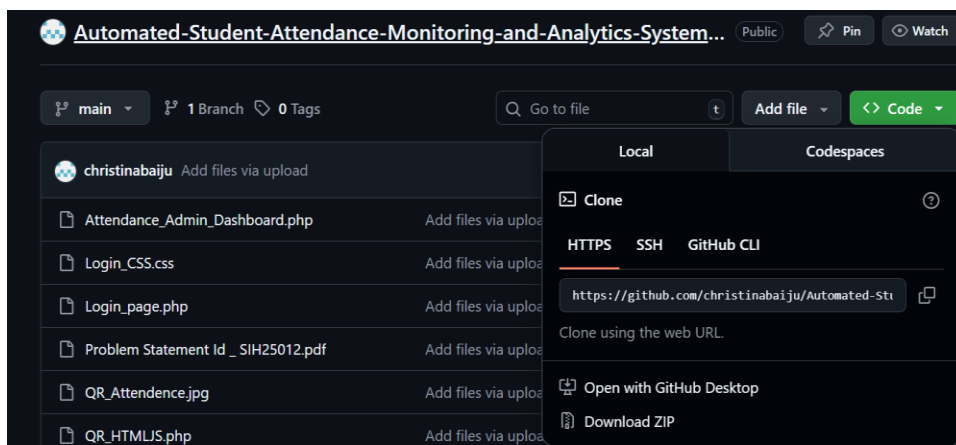 Automated-Student-Attendance-Monitoring-and-Analytics-System... Public Pin Watch
main 1 Branch 0 Tags Go to file t Add file Code
Local Codespaces
christinabaiju Add files via upload
Clone
Attendance_Admin_Dashboard.php Add files via uploa
HTTPS SSH GitHub CLI
Login_CSS.css Add files via uploa
https://github.com/christinabaiju/Automated-Stu
Login_page.php Add files via uploa
Clone using the web URL.
Problem Statement Id _ SIH25012.pdf Add files via uploa
Open with GitHub Desktop
QR_Attendence.jpg Add files via uploa
Download ZIP
QR_HTMLJS.php Add files via uploa